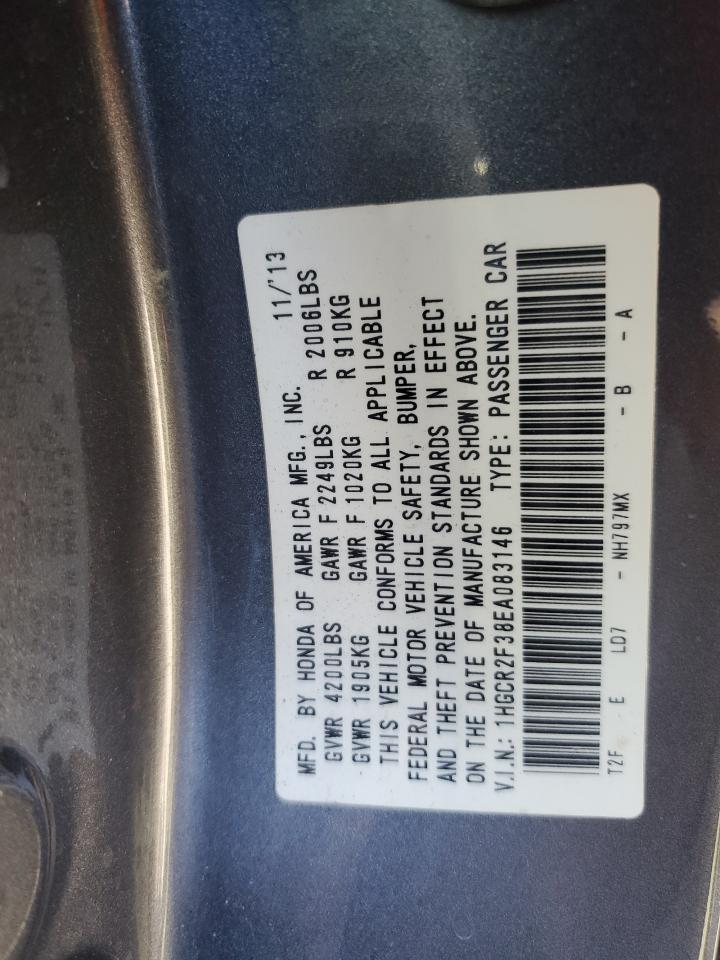 MFD. BY HONDA OF AMERICA MFG., INC. 11/'13
GVWR 4200LBS GAWR F 2249LBS R 2006LBS
GVWR 1905KG GAWR F 1020KG R 910KG
THIS VEHICLE CONFORMS TO ALL APPLICABLE
FEDERAL MOTOR VEHICLE SAFETY, BUMPER,
AND THEFT PREVENTION STANDARDS IN EFFECT
ON THE DATE OF MANUFACTURE SHOWN ABOVE.
V.I.N.: 1HGCR2F38EA083146 TYPE: PASSENGER CAR
T2F E LD7 - NH797MX - B - A